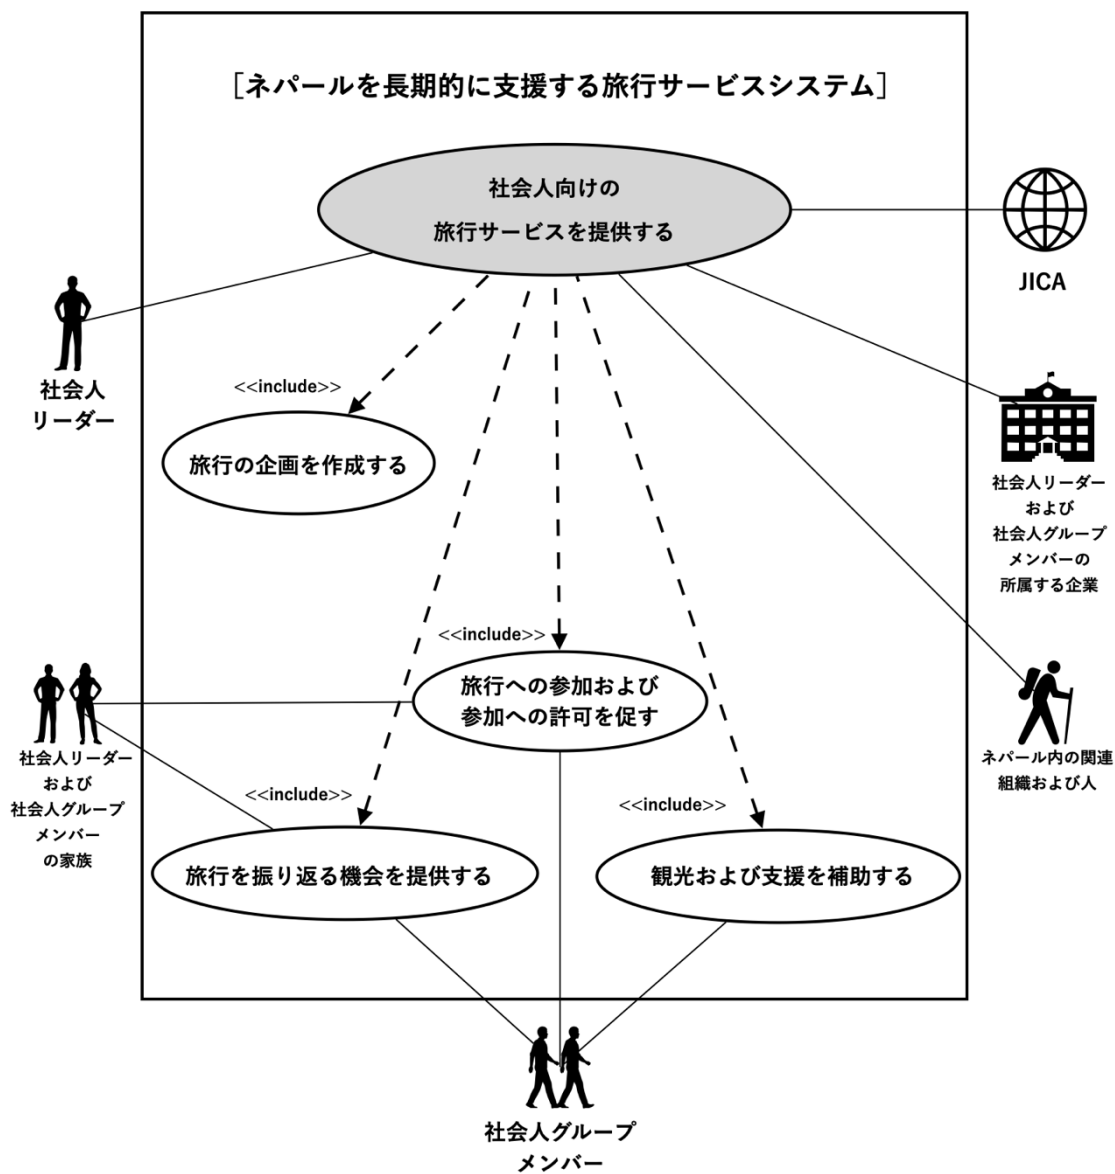 ［ネパールを長期的に支援する旅行サービスシステム］
社会人向けの
旅行サービスを提供する
JICA
社会人
リーダー
<<include>>
旅行の企画を作成する
社会人リーダー
および
社会人グループ
メンバーの
所属する企業
<<include>>
旅行への参加および
参加への許可を促す
社会人リーダー
および
社会人グループ
メンバー
の家族
ネパール内の関連
組織および人
<<include>>
旅行を振り返る機会を提供する
<<include>>
観光および支援を補助する
社会人グループ
メンバー